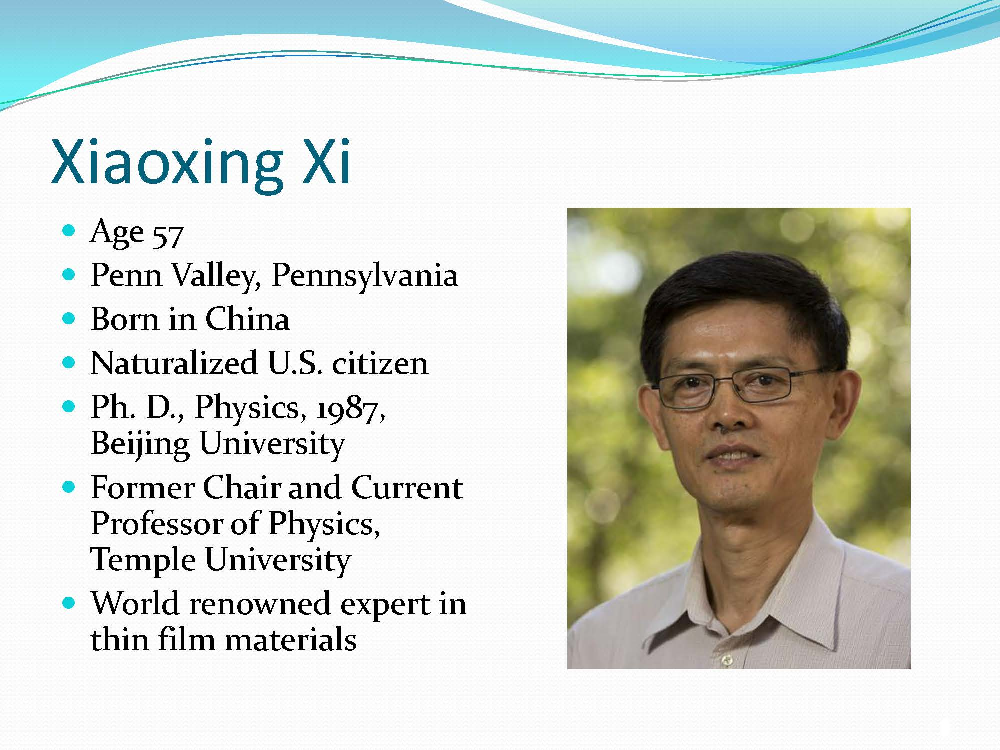 Xiaoxing Xi
Age 57
Penn Valley, Pennsylvania
Born in China
Naturalized U.S. citizen
Ph. D., Physics, 1987,
Beijing University
Former Chair and Current
Professor of Physics,
Temple University
World renowned expert in
thin film materials